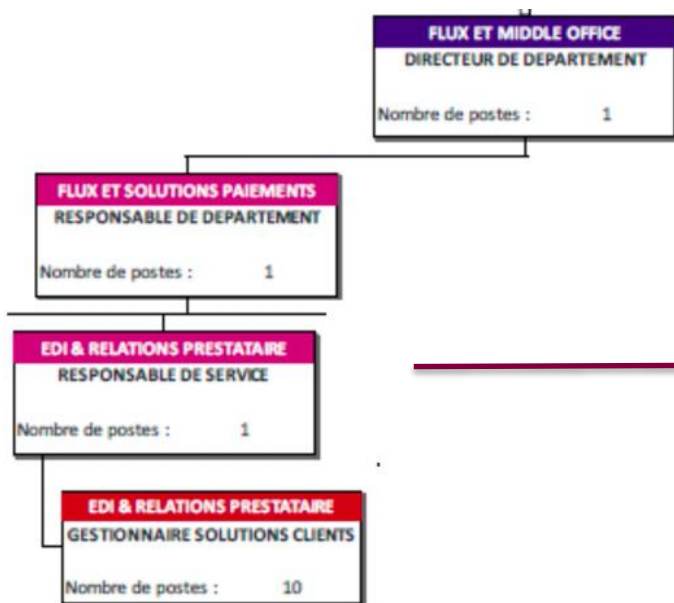 FLUX ET MIDDLE OFFICE
DIRECTEUR DE DEPARTEMENT
Nombre de postes : 1
FLUX ET SOLUTIONS PAIEMENTS
RESPONSABLE DE DEPARTEMENT
Nombre de postes : 1
EDI & RELATIONS PRESTATAIRE
RESPONSABLE DE SERVICE
Nombre de postes : 1
EDI & RELATIONS PRESTATAIRE
GESTIONNAIRE SOLUTIONS CLIENTS
Nombre de postes : 10